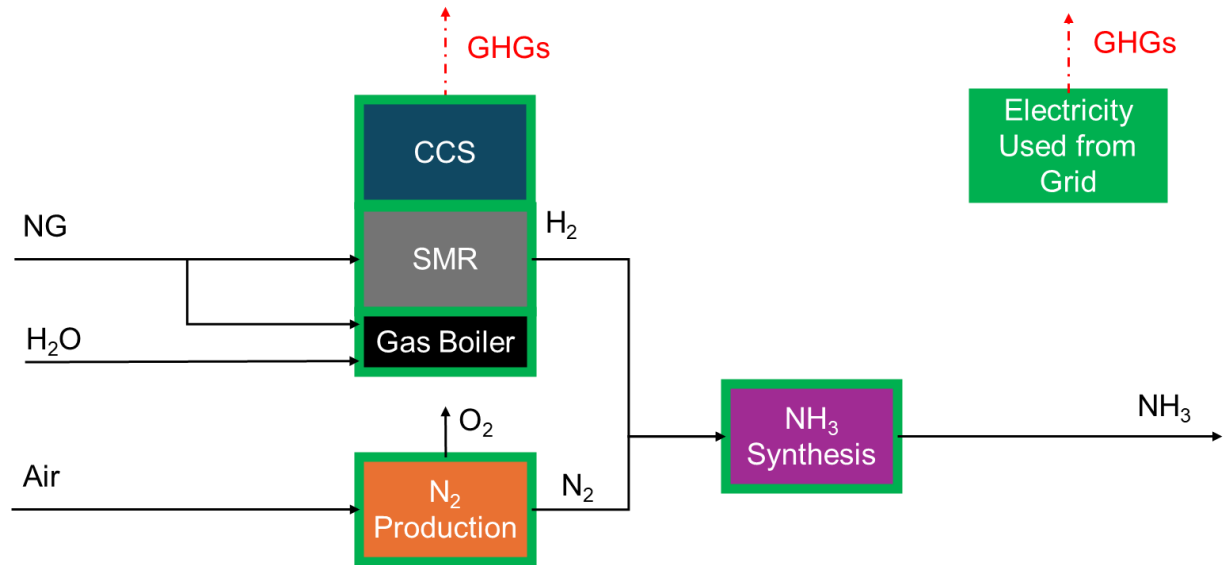 GHGs
GHGs
Electricity
Used from
Grid
CCS
NG
H₂
SMR
H₂O
Gas Boiler
O₂
NH₃
Synthesis
NH₃
Air
N₂
Production
N₂